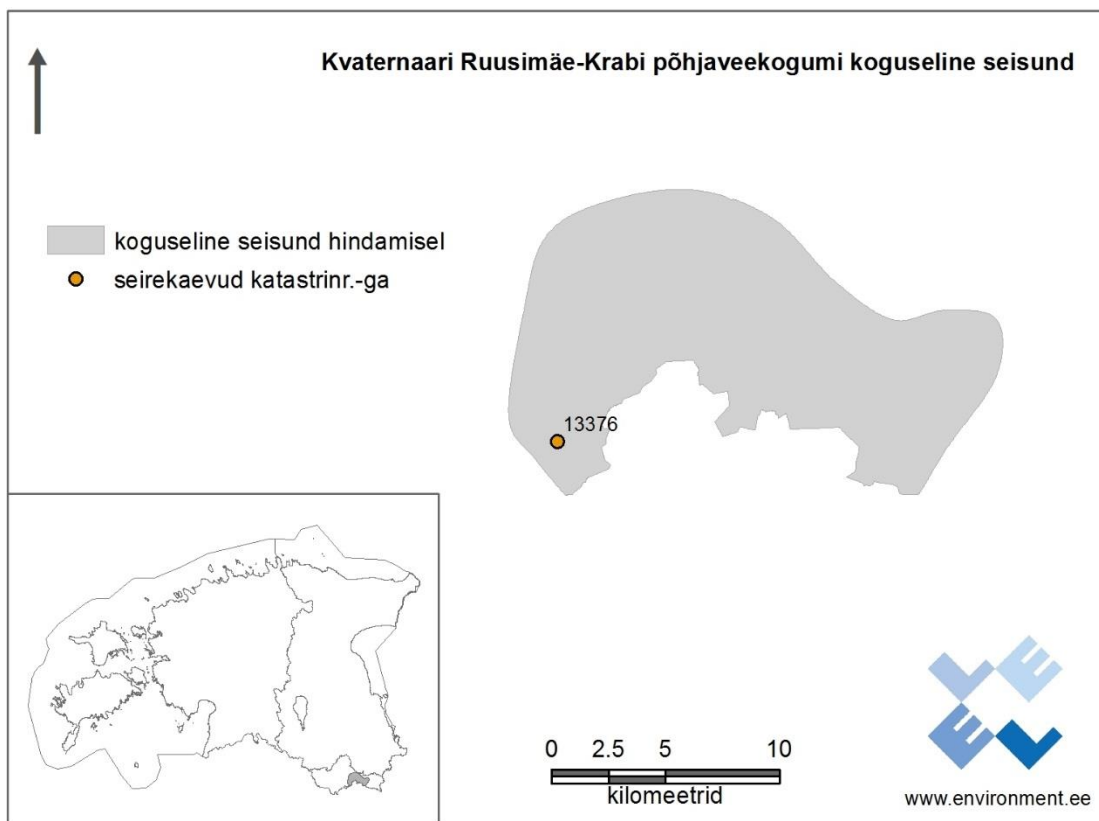 Kvaternaari Ruusimäe-Krabi põhjaveekogumi koguseline seisund
koguseline seisund hindamisel
seirekaevud katastrinr.-ga
13376
0 2.5 5 10
kilomeetrid
L E
E L
www.environment.ee